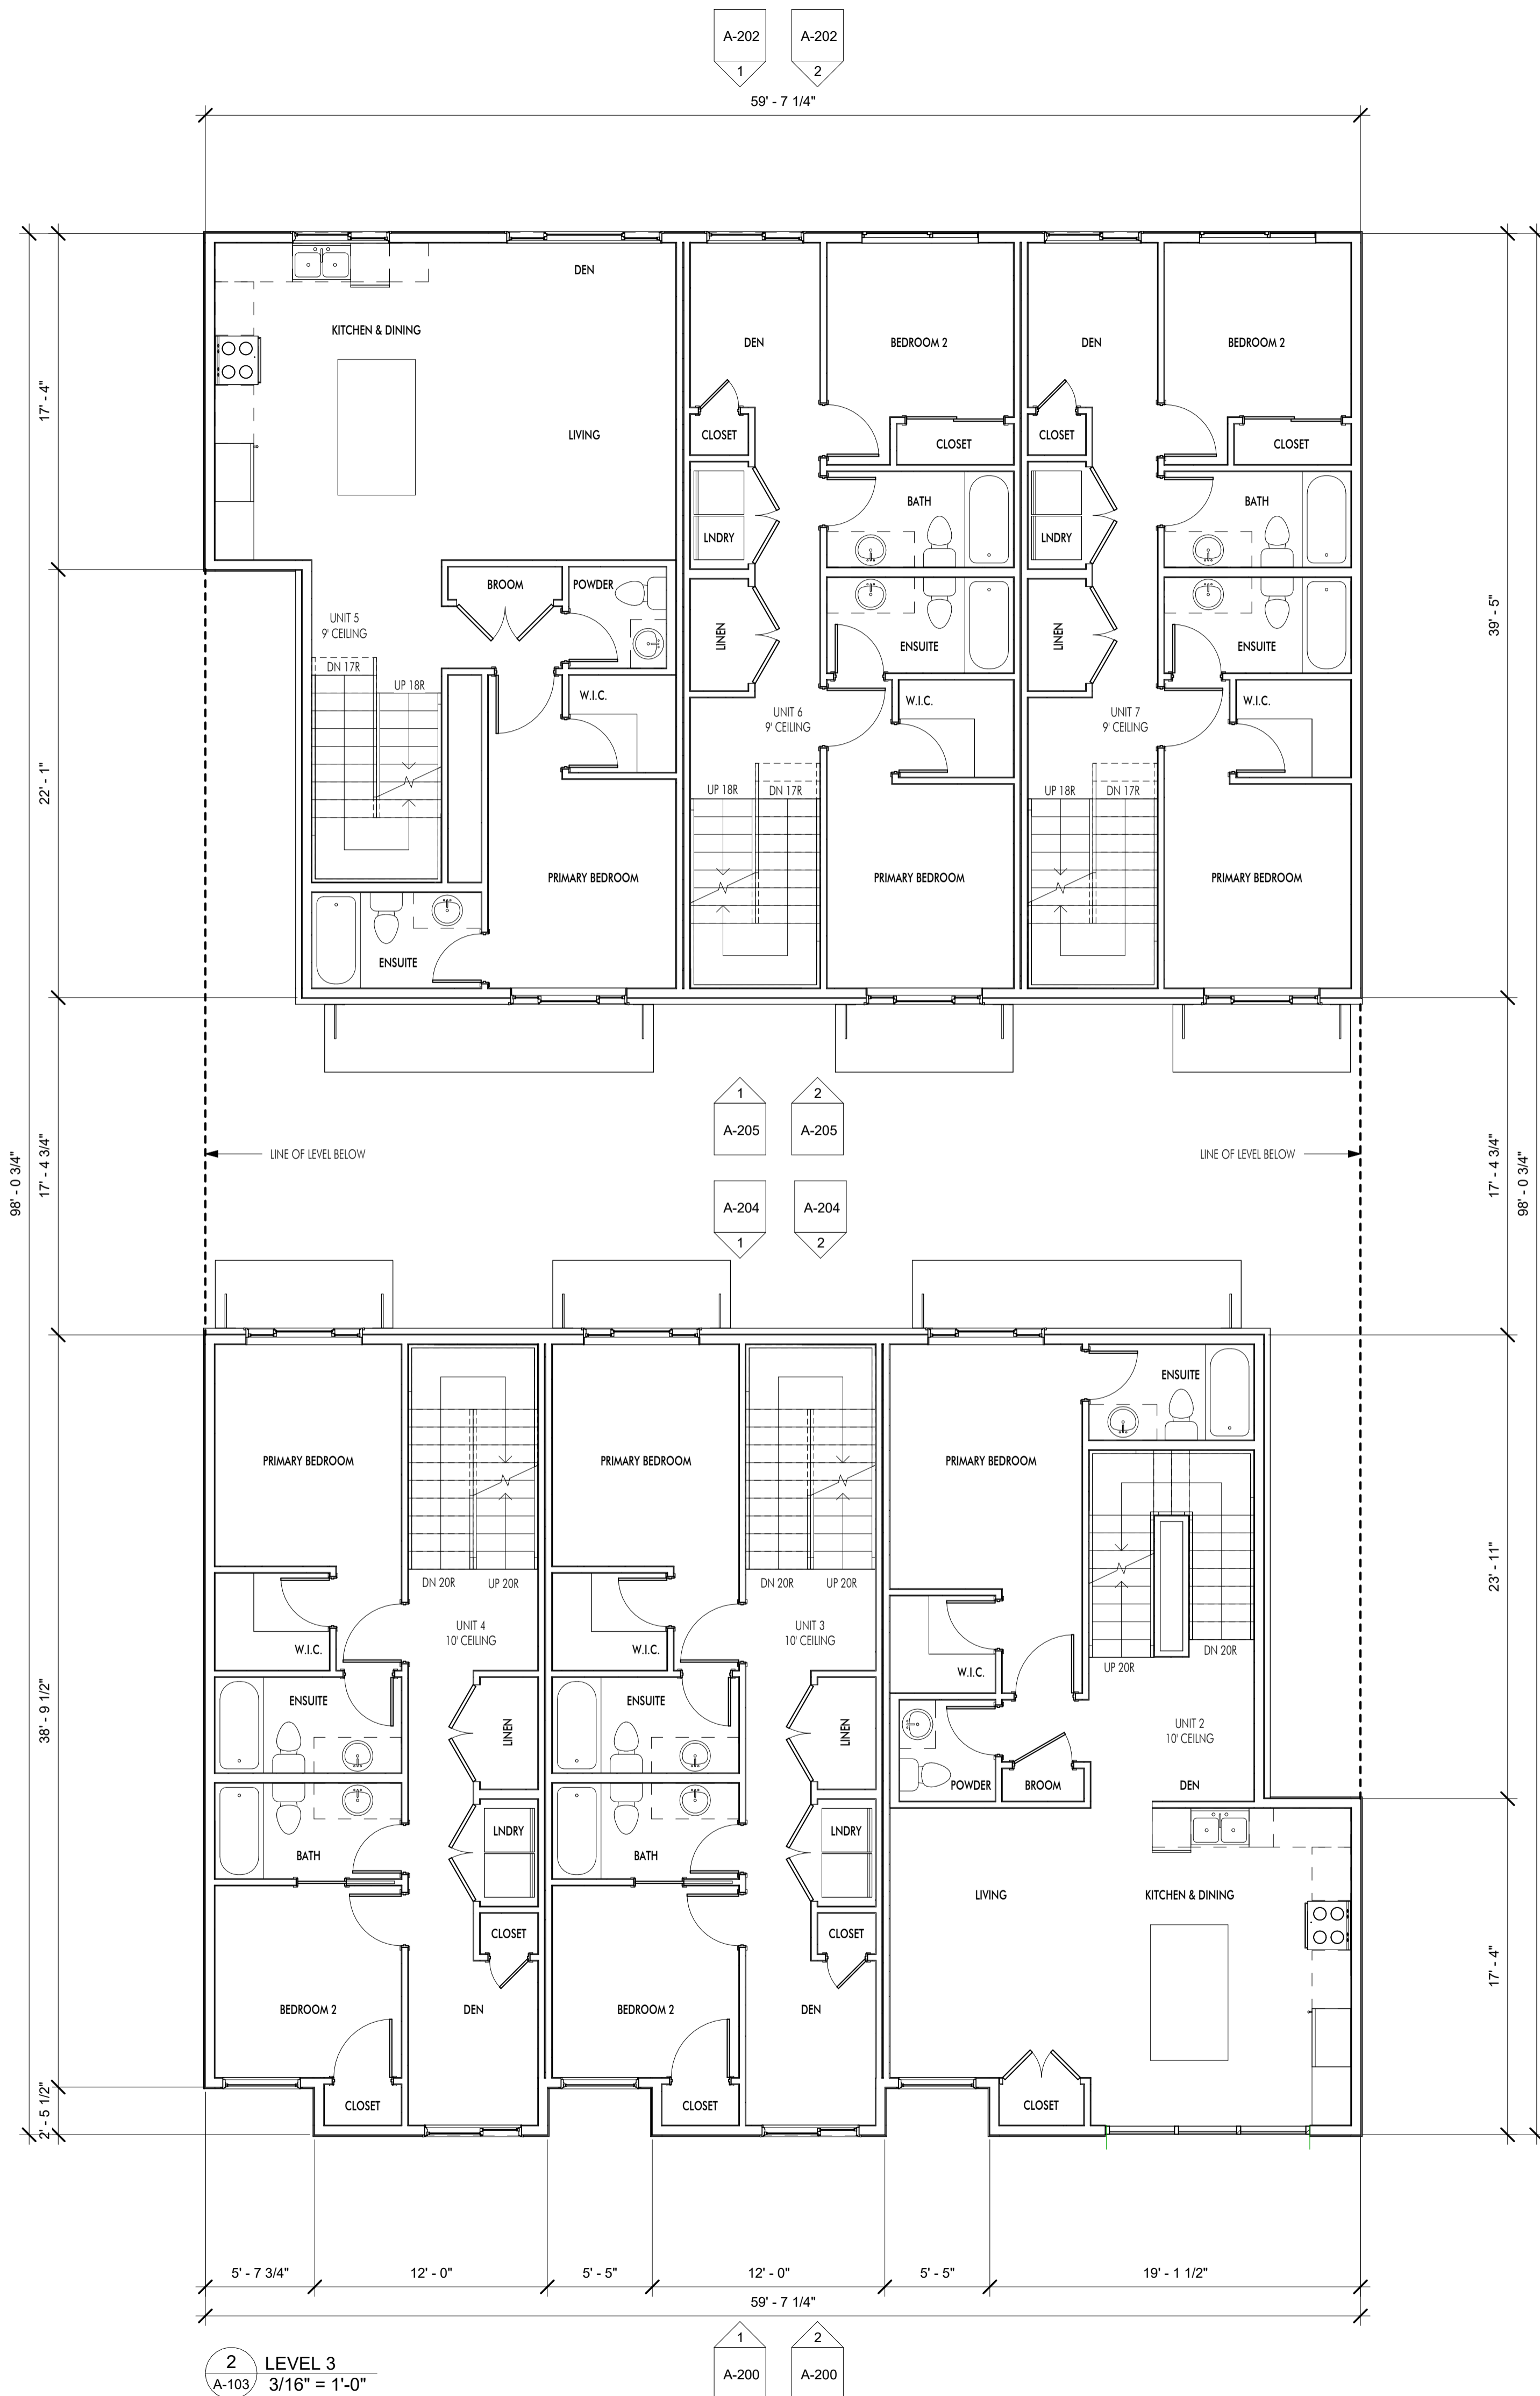 A-202 A-202
1 2
59' - 7 1/4"
DEN
KITCHEN & DINING
DEN
BEDROOM 2
DEN
BEDROOM 2
17' - 4"
LIVING
CLOSET
CLOSET
CLOSET
CLOSET
BATH
BATH
LNDRY
LNDRY
BROOM
POWDER
39' - 5"
UNIT 5
9' CEILING
LINEN
ENSUITE
LINEN
ENSUITE
DN 17R
UP 18R
W.I.C.
W.I.C.
W.I.C.
UNIT 6
9' CEILING
UNIT 7
9' CEILING
22' - 1"
UP 18R
DN 17R
UP 18R
DN 17R
PRIMARY BEDROOM
PRIMARY BEDROOM
PRIMARY BEDROOM
ENSUITE
1 2
A-205 A-205
98' - 0 3/4"
17' - 4 3/4"
LINE OF LEVEL BELOW
LINE OF LEVEL BELOW
17' - 4 3/4"
98' - 0 3/4"
A-204 A-204
1 2
ENSUITE
PRIMARY BEDROOM
PRIMARY BEDROOM
PRIMARY BEDROOM
23' - 11"
DN 20R
UP 20R
DN 20R
UP 20R
UNIT 4
10' CEILING
UNIT 3
10' CEILING
W.I.C.
W.I.C.
DN 20R
UP 20R
W.I.C.
38' - 9 1/2"
ENSUITE
LINEN
ENSUITE
LINEN
UNIT 2
10' CEILNG
POWDER
BROOM
DEN
LNDRY
LNDRY
BATH
BATH
LIVING
KITCHEN & DINING
CLOSET
CLOSET
17' - 4"
BEDROOM 2
DEN
BEDROOM 2
DEN
2' - 5 1/2"
CLOSET
CLOSET
CLOSET
5' - 7 3/4"
12' - 0"
5' - 5"
12' - 0"
5' - 5"
19' - 1 1/2"
59' - 7 1/4"
1 2
A-200 A-200
2
A-103
LEVEL 3
3/16" = 1'-0"